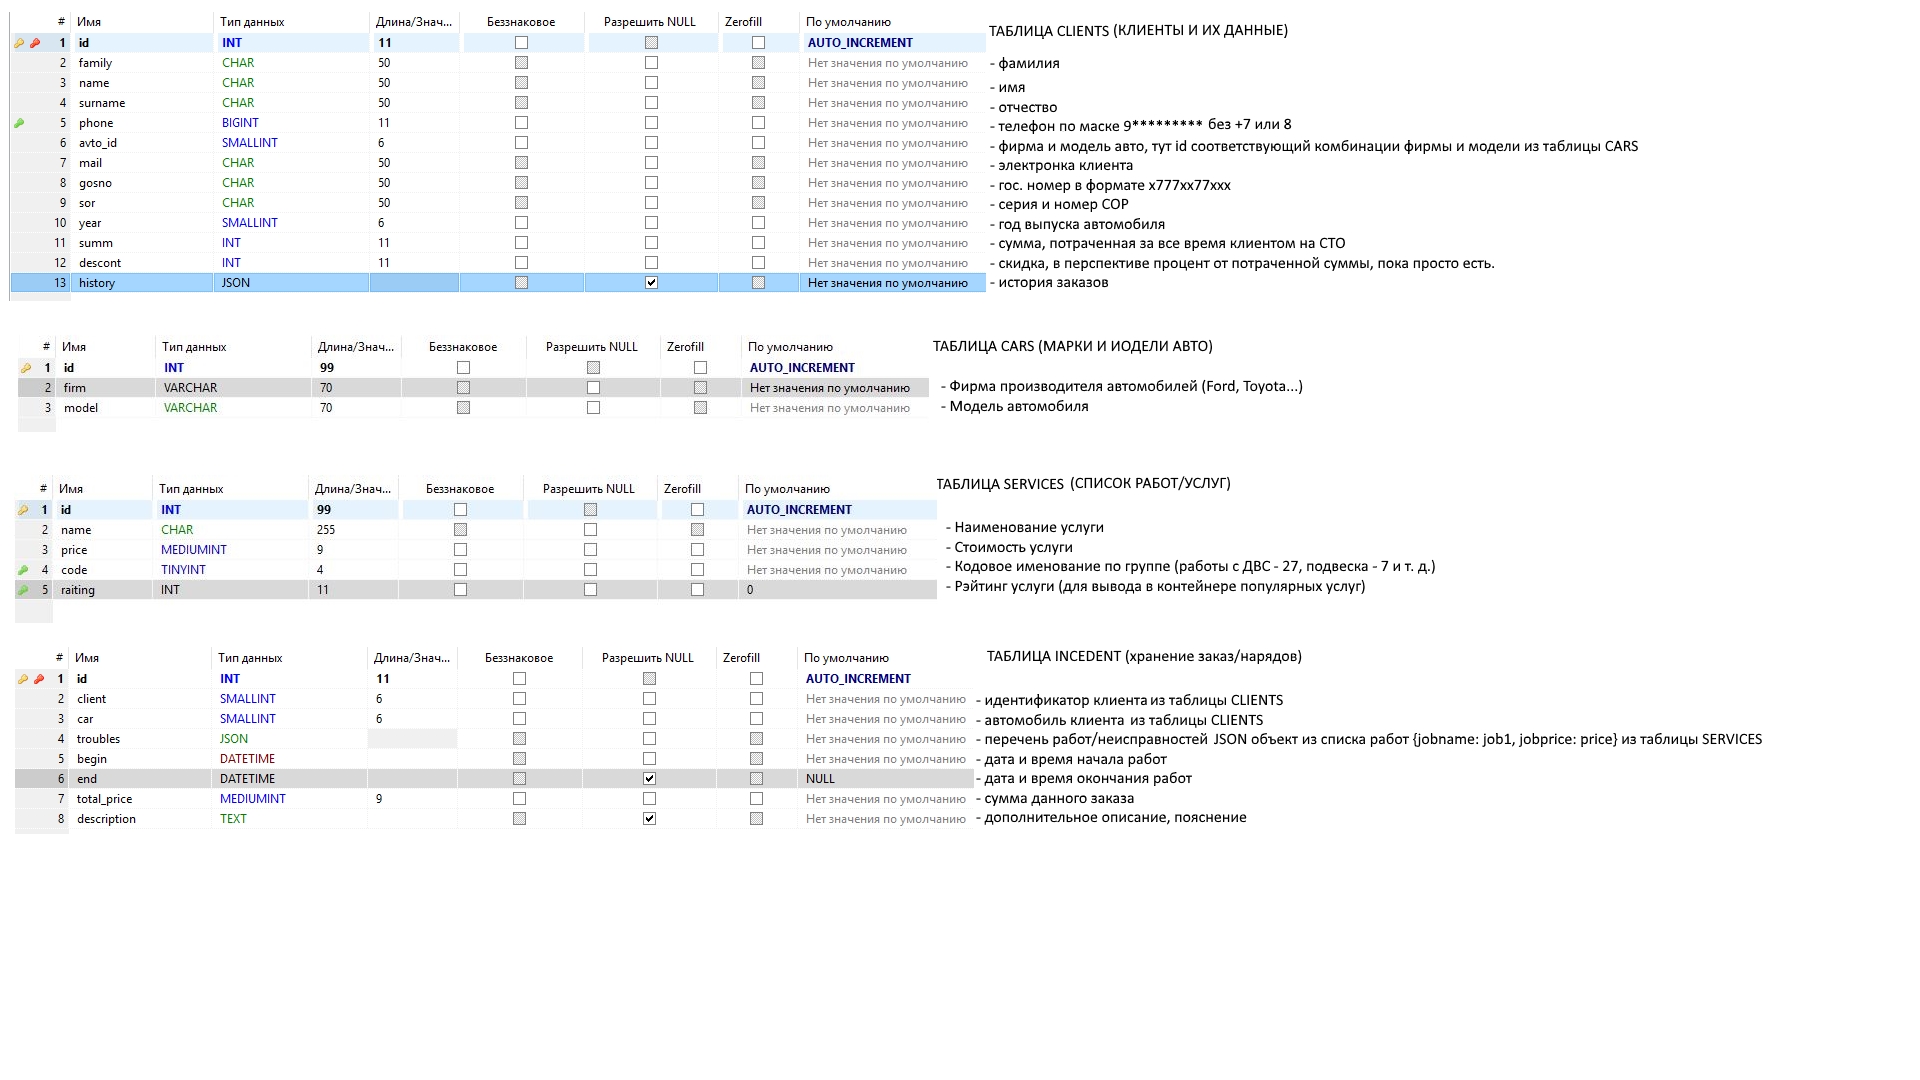 # Имя Тип данных Длина/Знач... Беззнаковое Разрешить NULL Zerofill По умолчанию ТАБЛИЦА CLIENTS (КЛИЕНТЫ И ИХ ДАННЫЕ)
1 id INT 11 AUTO_INCREMENT
2 family CHAR 50 Нет значения по умолчанию - фамилия
3 name CHAR 50 Нет значения по умолчанию - имя
4 surname CHAR 50 Нет значения по умолчанию - отчество
5 phone BIGINT 11 Нет значения по умолчанию - телефон по маске 9********* без +7 или 8
6 avto_id SMALLINT 6 Нет значения по умолчанию - фирма и модель авто, тут id соответствующий комбинации фирмы и модели из таблицы CARS
7 mail CHAR 50 Нет значения по умолчанию - электронка клиента
8 gosno CHAR 50 Нет значения по умолчанию - гос. номер в формате х777хх77ххх
9 sor CHAR 50 Нет значения по умолчанию - серия и номер СОР
10 year SMALLINT 6 Нет значения по умолчанию - год выпуска автомобиля
11 summ INT 11 Нет значения по умолчанию - сумма, потраченная за все время клиентом на СТО
12 descont INT 11 Нет значения по умолчанию - скидка, в перспективе процент от потраченной суммы, пока просто есть.
13 history JSON Нет значения по умолчанию - история заказов
# Имя Тип данных Длина/Знач... Беззнаковое Разрешить NULL Zerofill По умолчанию ТАБЛИЦА CARS (МАРКИ И ИОДЕЛИ АВТО)
1 id INT 99 AUTO_INCREMENT
2 firm VARCHAR 70 Нет значения по умолчанию - Фирма производителя автомобилей (Ford, Toyota...)
3 model VARCHAR 70 Нет значения по умолчанию - Модель автомобиля
# Имя Тип данных Длина/Знач... Беззнаковое Разрешить NULL Zerofill По умолчанию ТАБЛИЦА SERVICES (СПИСОК РАБОТ/УСЛУГ)
1 id INT 99 AUTO_INCREMENT
2 name CHAR 255 Нет значения по умолчанию - Наименование услуги
3 price MEDIUMINT 9 Нет значения по умолчанию - Стоимость услуги
4 code TINYINT 4 Нет значения по умолчанию - Кодовое именование по группе (работы с ДВС - 27, подвеска - 7 и т. д.)
5 raiting INT 11 0 - Рэйтинг услуги (для вывода в контейнере популярных услуг)
# Имя Тип данных Длина/Знач... Беззнаковое Разрешить NULL Zerofill По умолчанию ТАБЛИЦА INCEDENT (хранение заказ/нарядов)
1 id INT 11 AUTO_INCREMENT
2 client SMALLINT 6 Нет значения по умолчанию - идентификатор клиента из таблицы CLIENTS
3 car SMALLINT 6 Нет значения по умолчанию - автомобиль клиента из таблицы CLIENTS
4 troubles JSON Нет значения по умолчанию - перечень работ/неисправностей JSON объект из списка работ {jobname: job1, jobprice: price} из таблицы SERVICES
5 begin DATETIME Нет значения по умолчанию - дата и время начала работ
6 end DATETIME NULL - дата и время окончания работ
7 total_price MEDIUMINT 9 Нет значения по умолчанию - сумма данного заказа
8 description TEXT Нет значения по умолчанию - дополнительное описание, пояснение